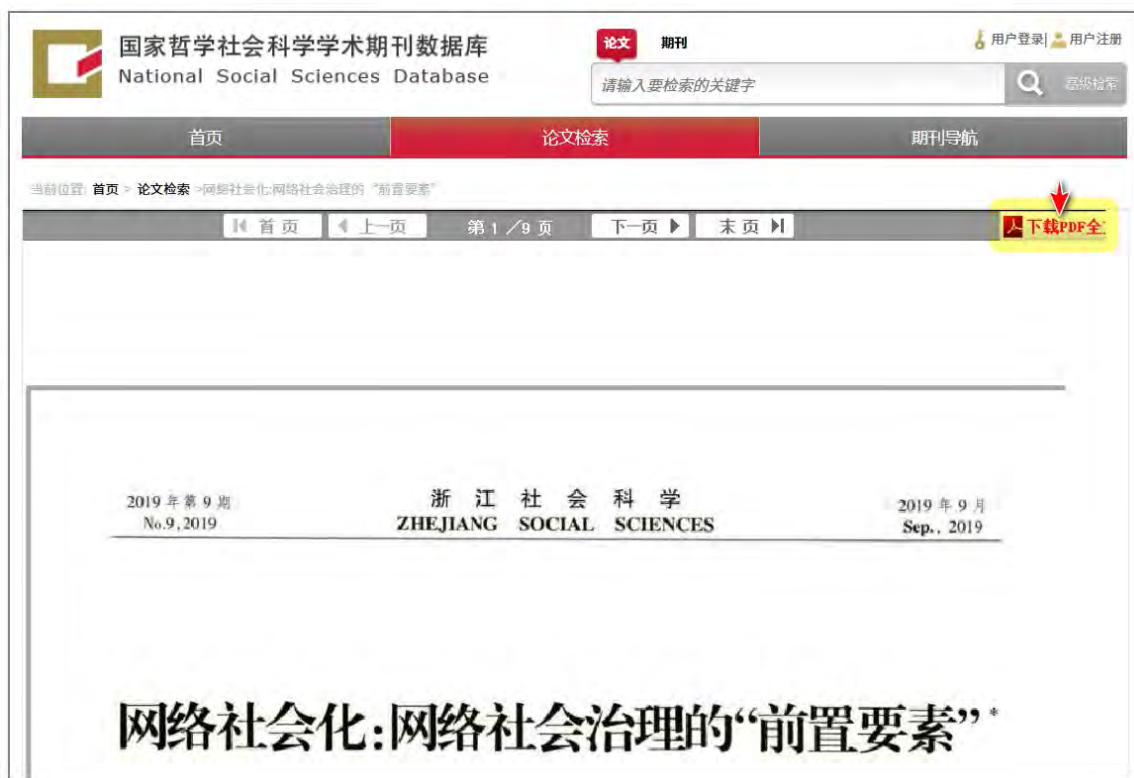 国家哲学社会科学学术期刊数据库
National Social Sciences Database
论文 期刊
用户登录| 用户注册
请输入要检索的关键字
高级检索
首页 论文检索 期刊导航
当前位置: 首页 > 论文检索 >网络社会化:网络社会治理的“前置要素”
首页 上一页 第 1 ／9 页 下一页 末页
下载PDF全
2019 年第 9 期 浙江社会科学 2019 年 9 月
No.9,2019 ZHEJIANG SOCIAL SCIENCES Sep., 2019
网络社会化:网络社会治理的“前置要素”*